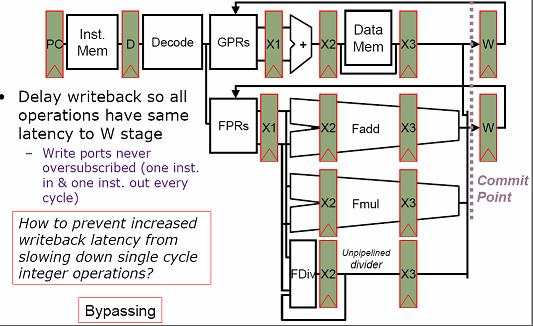 PC
Inst.
Mem
D
Decode
GPRs
X1
+
X2
Data
Mem
X3
W
• Delay writeback so all
operations have same
latency to W stage
– Write ports never
oversubscribed (one inst.
in & one inst. out every
cycle)
How to prevent increased
writeback latency from
slowing down single cycle
integer operations?
Bypassing
FPRs
X1
X2
Fadd
X3
W
Commit
Point
X2
Fmul
X3
FDiv
X2
Unpipelined
divider
X3